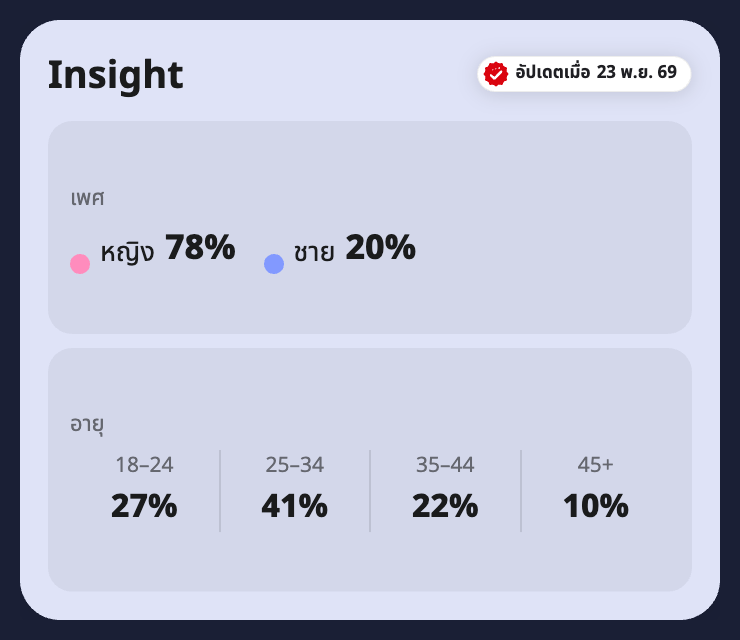 Insight
อัปเดตเมื่อ 23 พ.ย. 69
เพศ
หญิง 78% ชาย 20%
อายุ
18–24 25–34 35–44 45+
27% 41% 22% 10%